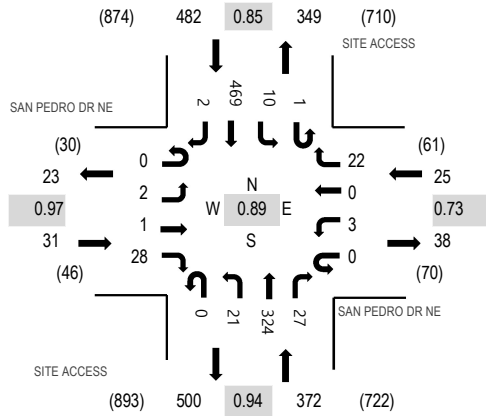 (874) 482 0.85 349 (710)
SITE ACCESS
2 469 10 1
SAN PEDRO DR NE
(30) (61)
0 22
23 25
2 N 0
0.97 W 0.89 E 0.73
1 S 3
31 38
28 0
(46) (70)
0 21 324 27
SAN PEDRO DR NE
SITE ACCESS
(893) 500 0.94 372 (722)